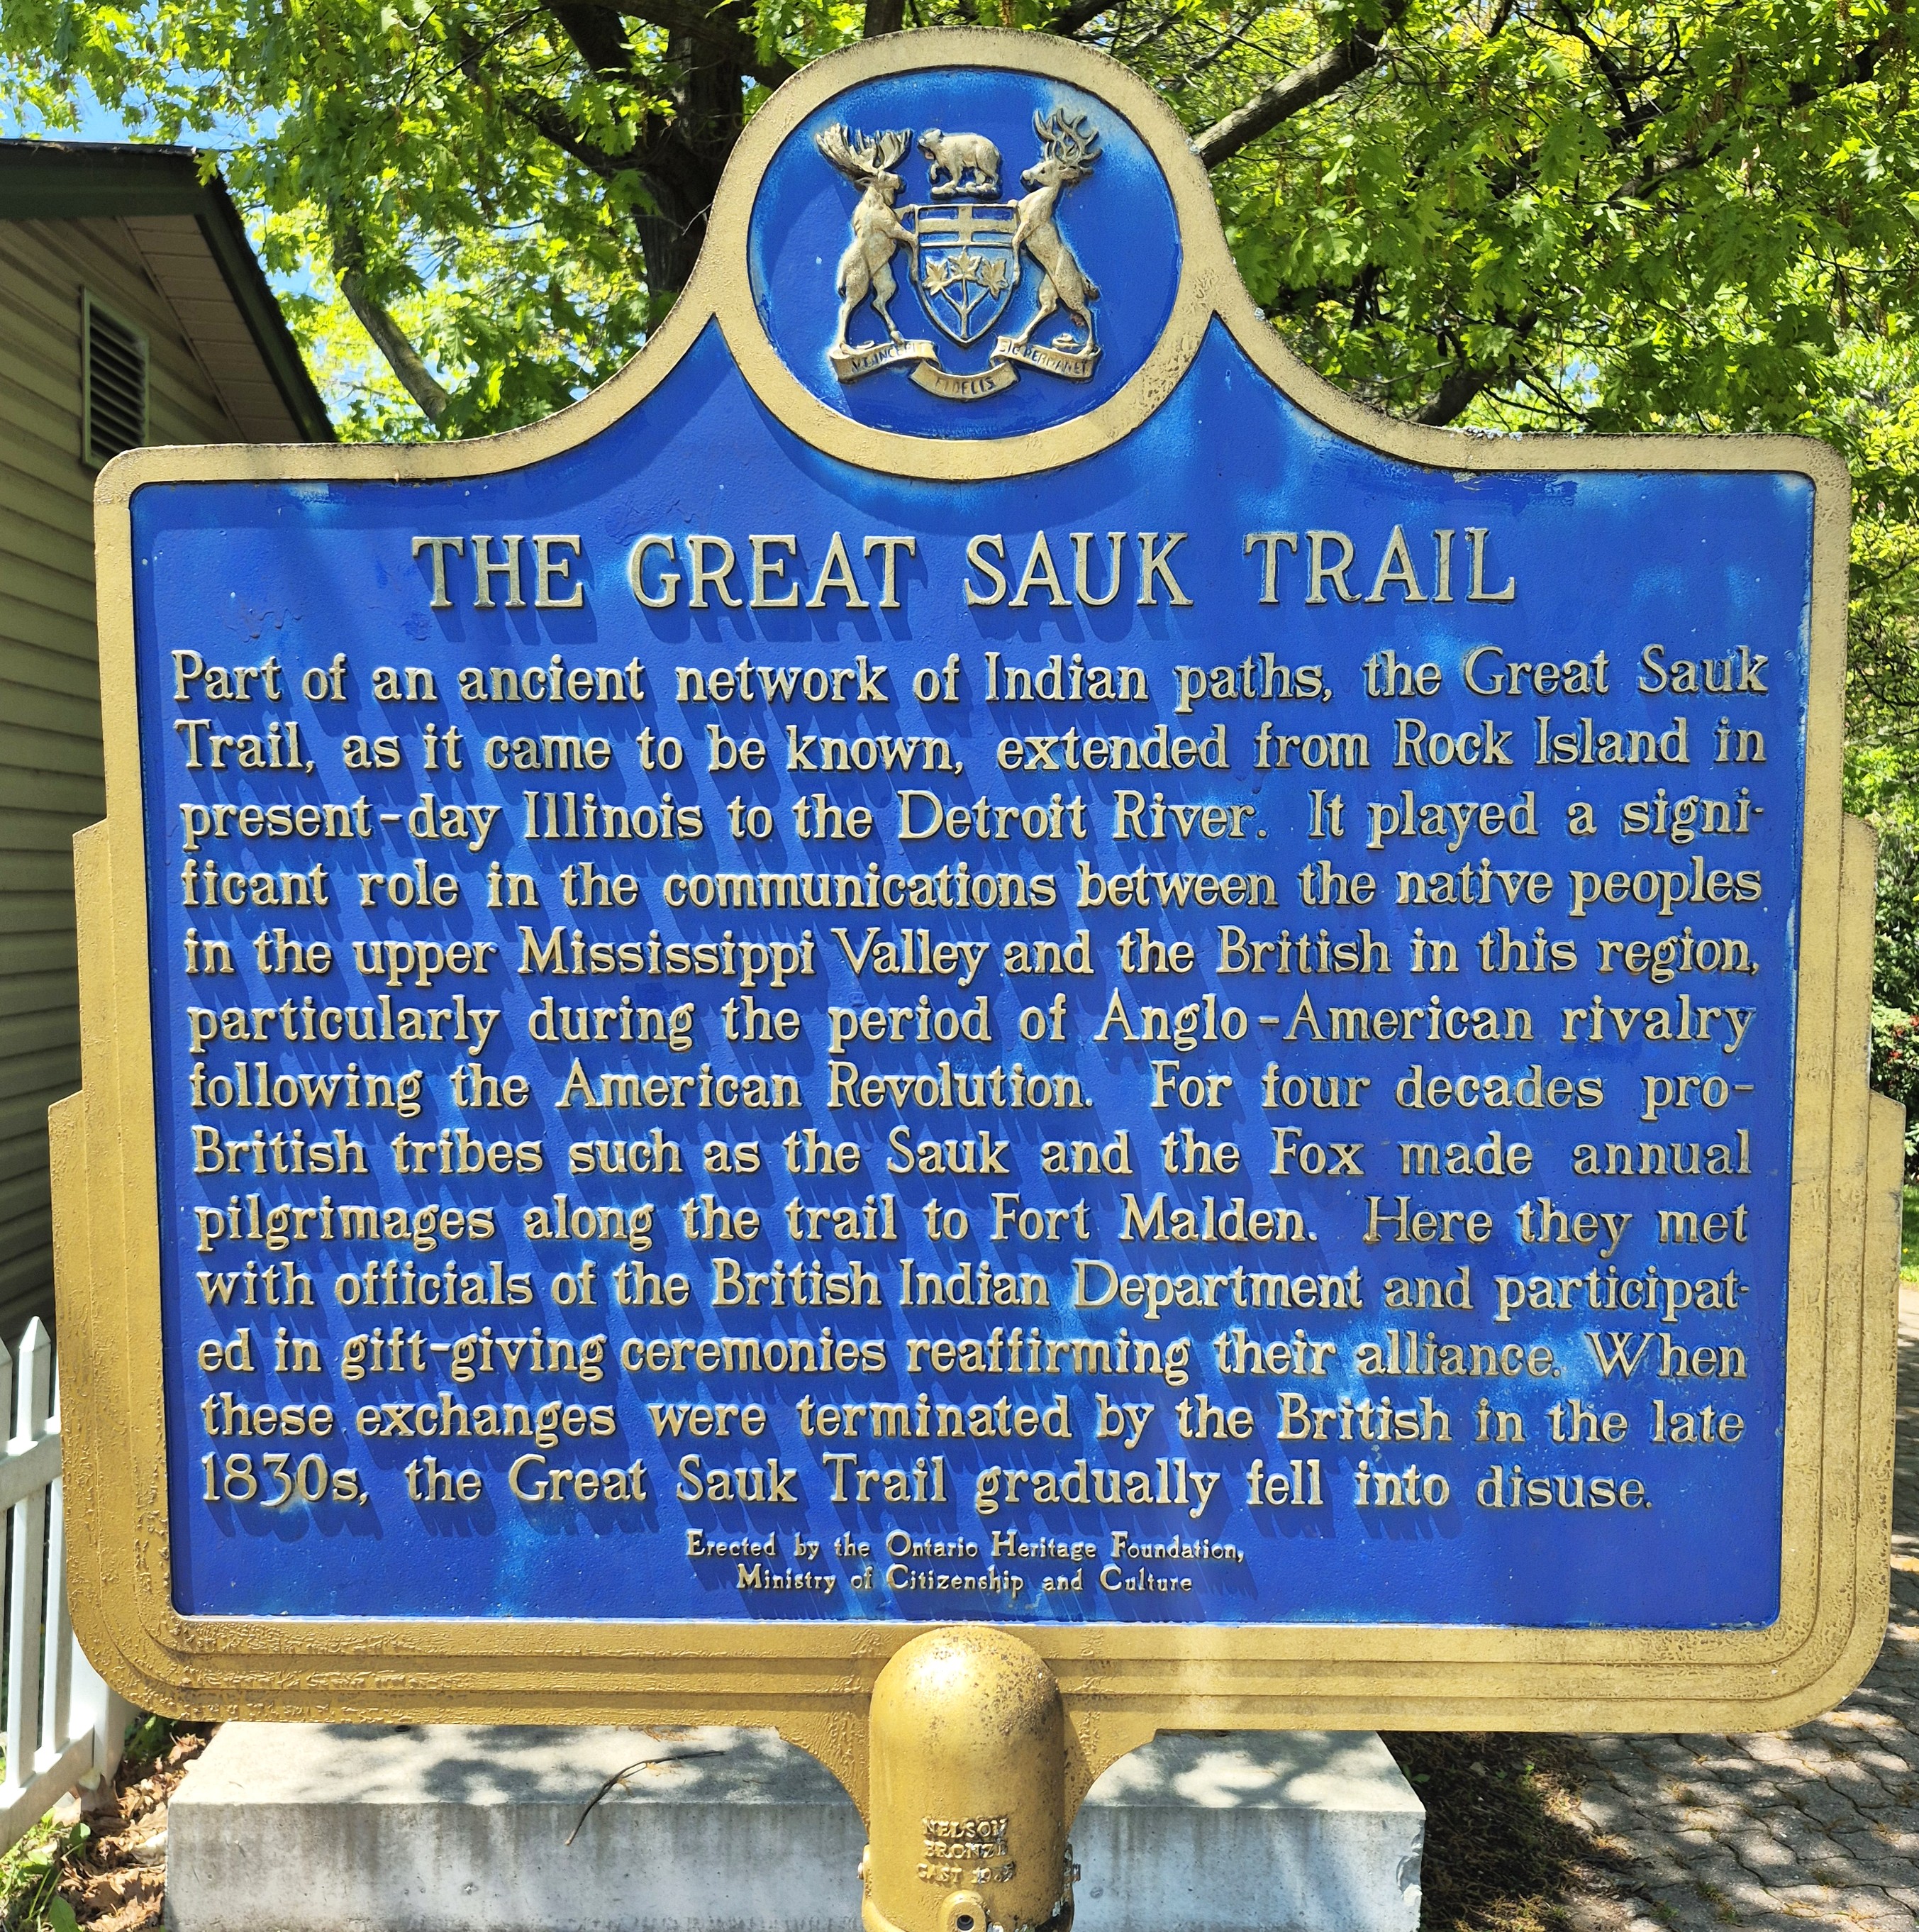 VT INCEPIT
FIDELIS
SIC PERMANET
THE GREAT SAUK TRAIL
Part of an ancient network of Indian paths, the Great Sauk
Trail, as it came to be known, extended from Rock Island in
present-day Illinois to the Detroit River. It played a signi-
ficant role in the communications between the native peoples
in the upper Mississippi Valley and the British in this region,
particularly during the period of Anglo-American rivalry
following the American Revolution. For four decades pro-
British tribes such as the Sauk and the Fox made annual
pilgrimages along the trail to Fort Malden. Here they met
with officials of the British Indian Department and participat-
ed in gift-giving ceremonies reaffirming their alliance. When
these exchanges were terminated by the British in the late
1830s, the Great Sauk Trail gradually fell into disuse.
Erected by the Ontario Heritage Foundation,
Ministry of Citizenship and Culture
NELSON
BRONZE
CAST